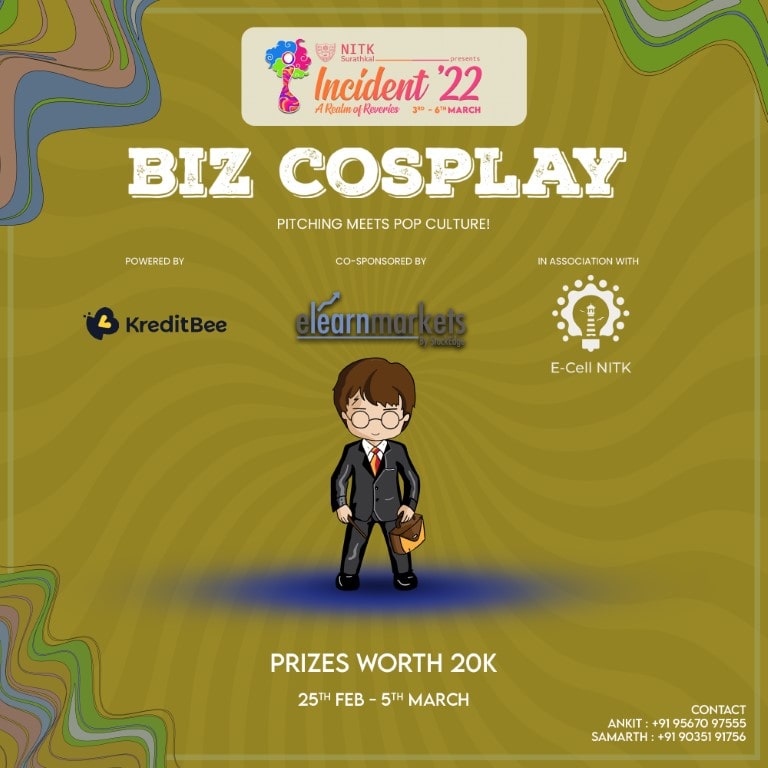 NITK
Surathkal
presents
Incident '22
A Realm of Reveries
3RD - 6TH MARCH
BIZ COSPLAY
PITCHING MEETS POP CULTURE!
POWERED BY
CO-SPONSORED BY
IN ASSOCIATION WITH
KreditBee
elearnmarkets
By StockEdge
E-Cell NITK
PRIZES WORTH 20K
25TH FEB - 5TH MARCH
CONTACT
ANKIT : +91 95670 97555
SAMARTH : +91 90351 91756